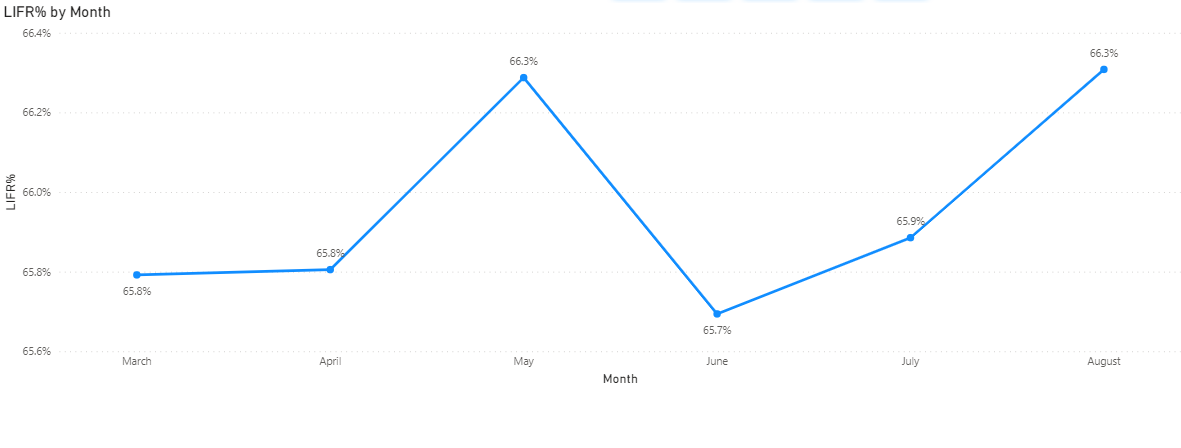 LIFR% by Month
66.4%
66.2%
66.0%
65.8%
65.6%
LIFR%
65.8%
65.8%
66.3%
65.7%
65.9%
66.3%
March April May June July August
Month